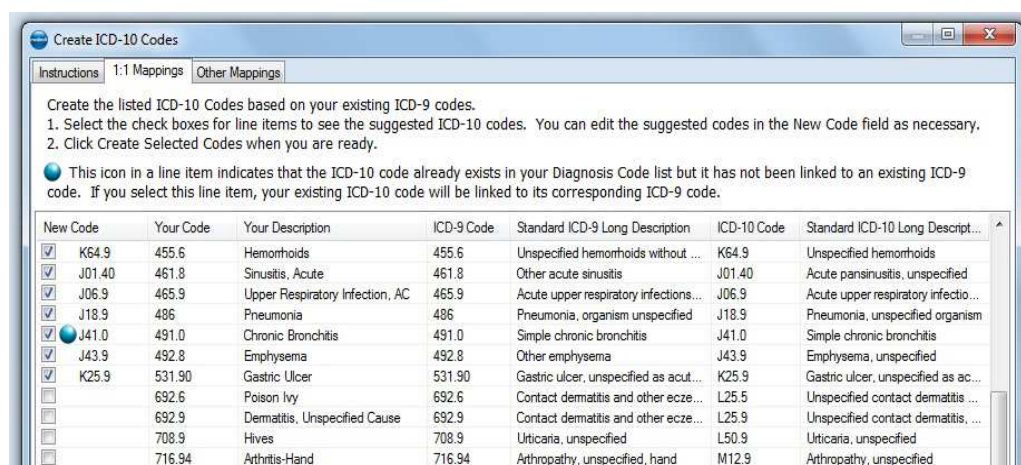 Create ICD-10 Codes
Instructions 1:1 Mappings Other Mappings
Create the listed ICD-10 Codes based on your existing ICD-9 codes.
1. Select the check boxes for line items to see the suggested ICD-10 codes. You can edit the suggested codes in the New Code field as necessary.
2. Click Create Selected Codes when you are ready.
This icon in a line item indicates that the ICD-10 code already exists in your Diagnosis Code list but it has not been linked to an existing ICD-9
code. If you select this line item, your existing ICD-10 code will be linked to its corresponding ICD-9 code.
New Code Your Code Your Description ICD-9 Code Standard ICD-9 Long Description ICD-10 Code Standard ICD-10 Long Descript...
K64.9 455.6 Hemorrhoids 455.6 Unspecified hemorrhoids without ... K64.9 Unspecified hemorrhoids
J01.40 461.8 Sinusitis, Acute 461.8 Other acute sinusitis J01.40 Acute pansinusitis, unspecified
J06.9 465.9 Upper Respiratory Infection, AC 465.9 Acute upper respiratory infections... J06.9 Acute upper respiratory infectio...
J18.9 486 Pneumonia 486 Pneumonia, organism unspecified J18.9 Pneumonia, unspecified organism
J41.0 491.0 Chronic Bronchitis 491.0 Simple chronic bronchitis J41.0 Simple chronic bronchitis
J43.9 492.8 Emphysema 492.8 Other emphysema J43.9 Emphysema, unspecified
K25.9 531.90 Gastric Ulcer 531.90 Gastric ulcer, unspecified as acut... K25.9 Gastric ulcer, unspecified as ac...
692.6 Poison Ivy 692.6 Contact dermatitis and other ecze... L25.5 Unspecified contact dermatitis ...
692.9 Dermatitis, Unspecified Cause 692.9 Contact dermatitis and other ecze... L25.9 Unspecified contact dermatitis, ...
708.9 Hives 708.9 Urticaria, unspecified L50.9 Urticaria, unspecified
716.94 Arthritis-Hand 716.94 Arthropathy, unspecified, hand M12.9 Arthropathy, unspecified